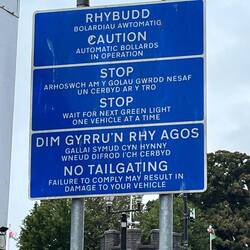 RHYBUDD
BOLARDIAU AWTOMATIG
CAUTION
AUTOMATIC BOLLARDS
IN OPERATION
STOP
ARHOSWCH AM Y GOLAU GWRDD NESAF
UN CERBYD AR Y TRO
STOP
WAIT FOR NEXT GREEN LIGHT
ONE VEHICLE AT A TIME
DIM GYRRU'N RHY AGOS
GALLAI SYMUD CYN HYNNY
WNEUD DIFROD I'CH CERBYD
NO TAILGATING
FAILURE TO COMPLY MAY RESULT IN
DAMAGE TO YOUR VEHICLE